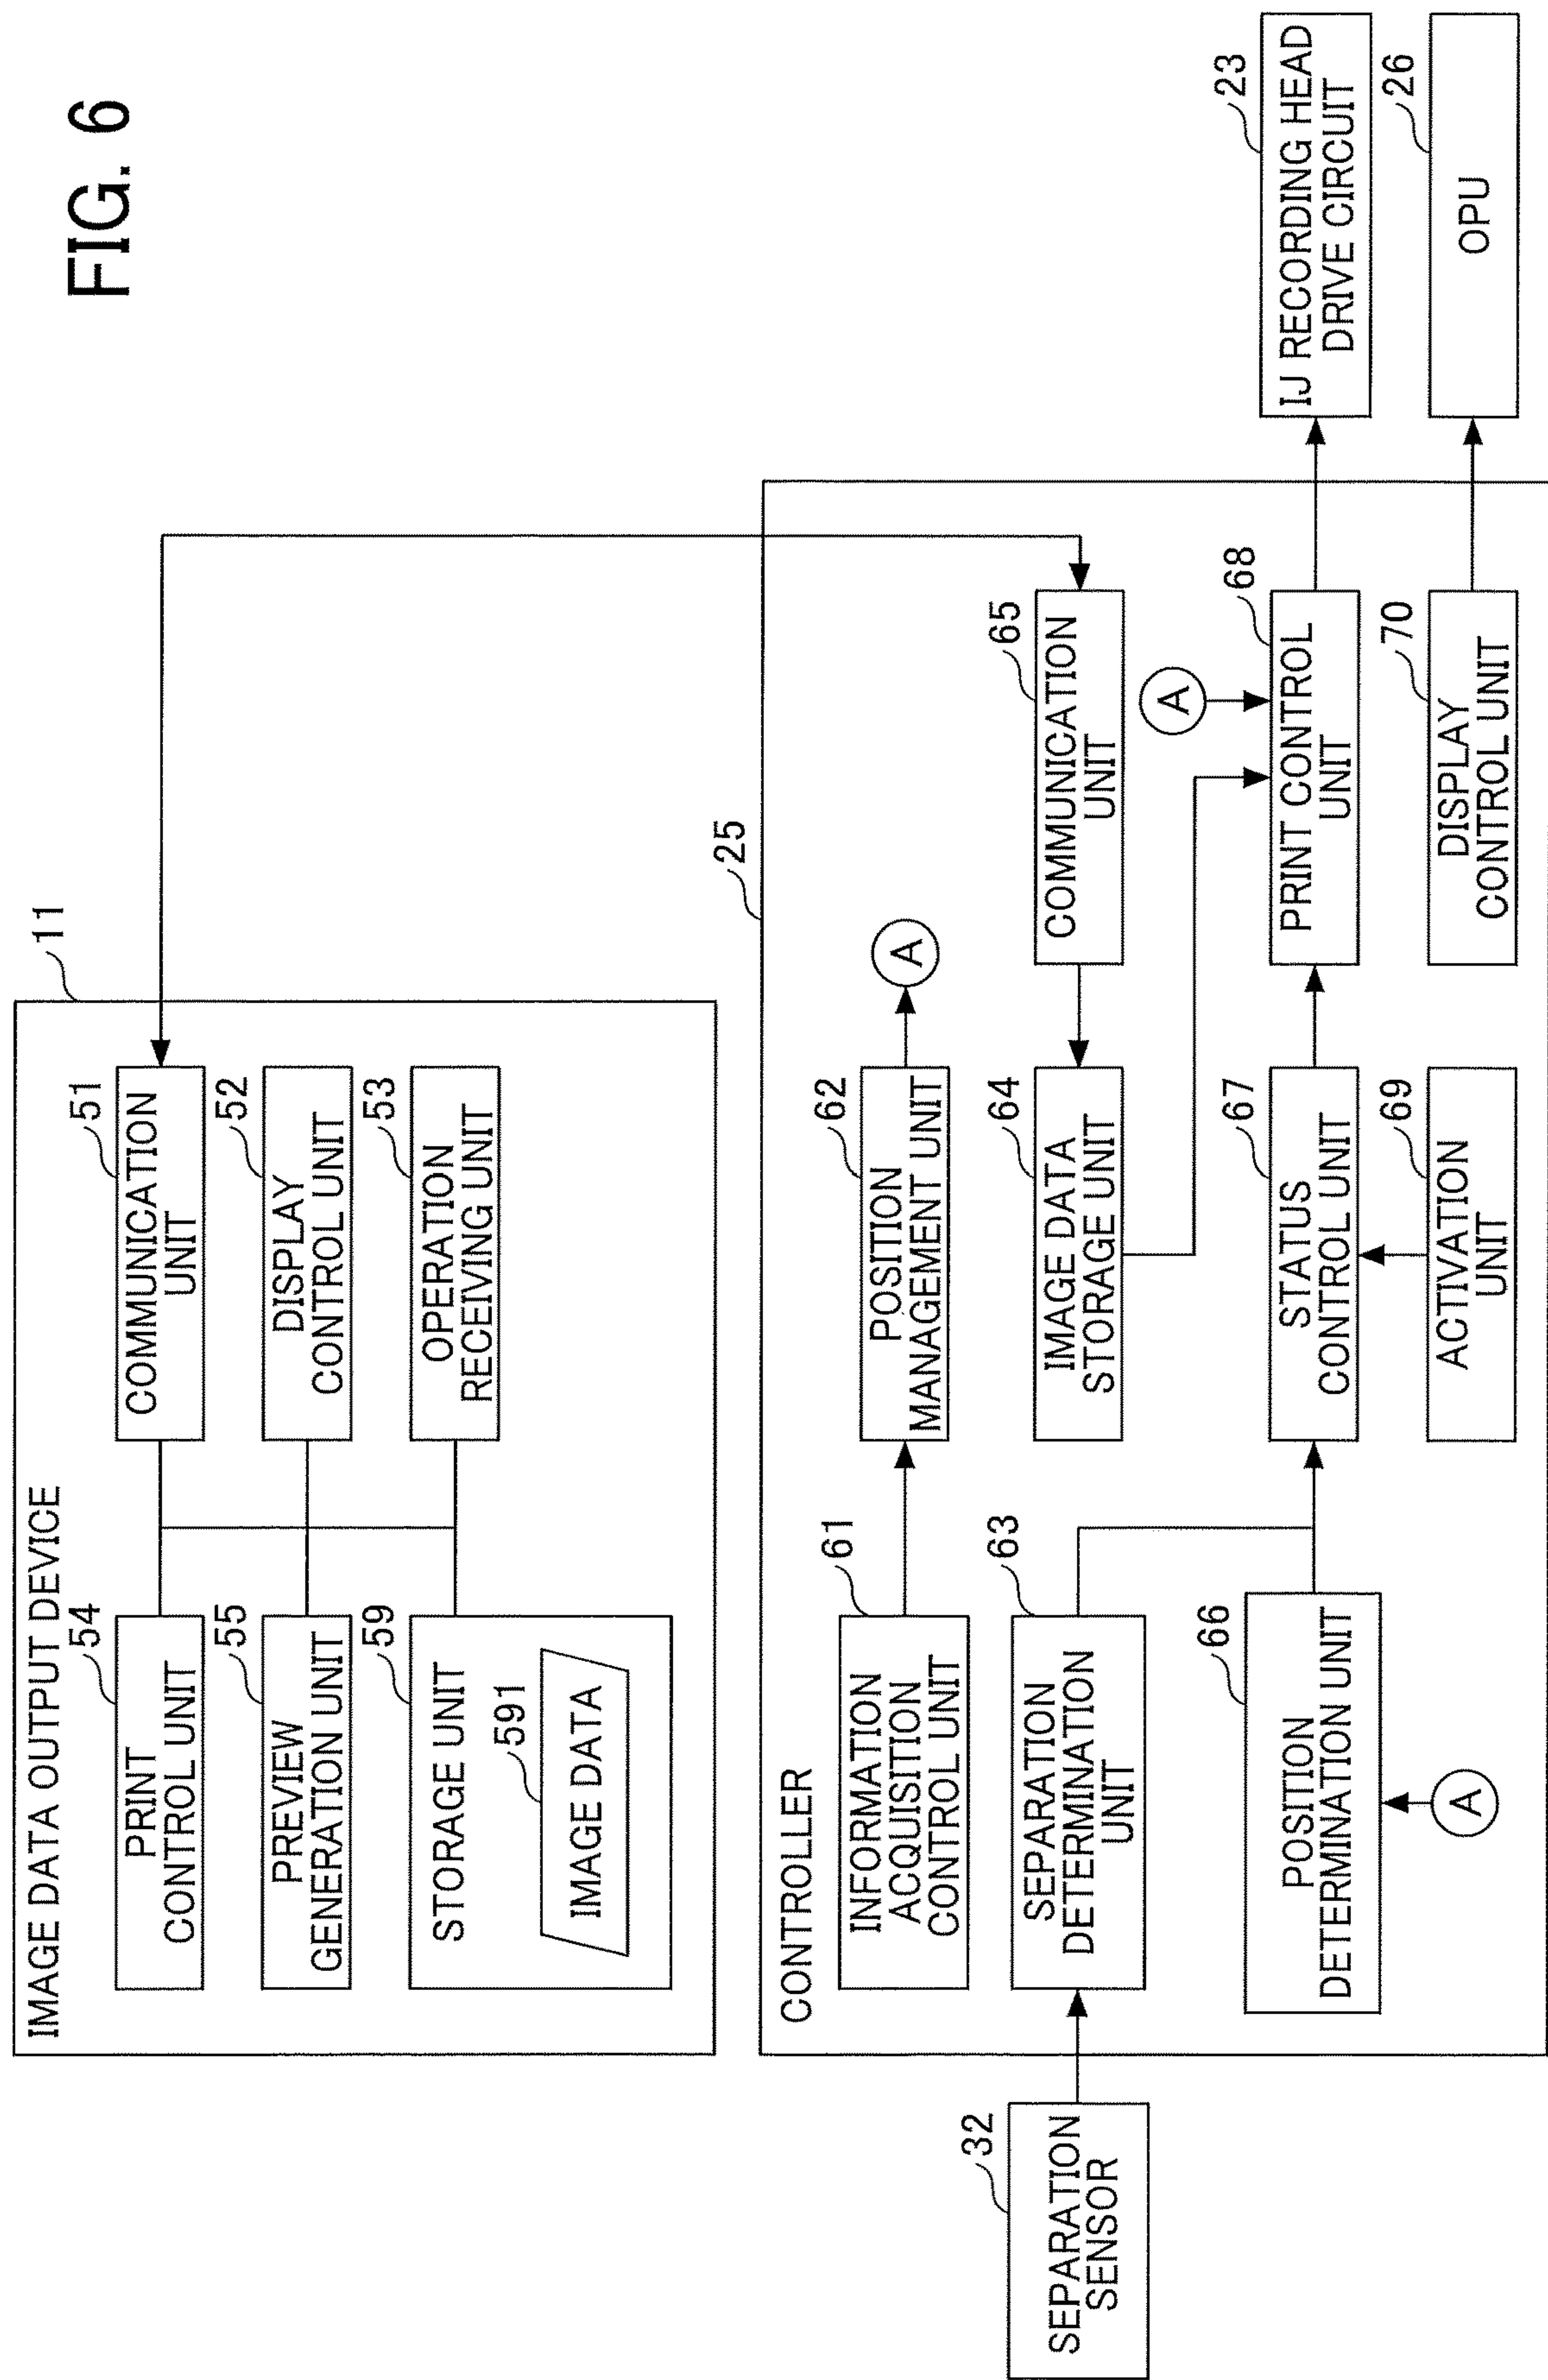 FIG. 6
IMAGE DATA OUTPUT DEVICE
11
54
PRINT
CONTROL UNIT
51
COMMUNICATION
UNIT
55
PREVIEW
GENERATION UNIT
52
DISPLAY
CONTROL UNIT
59
STORAGE UNIT
591
IMAGE DATA
53
OPERATION
RECEIVING UNIT
25
CONTROLLER
61
INFORMATION
ACQUISITION
CONTROL UNIT
62
POSITION
MANAGEMENT UNIT
A
32
SEPARATION
SENSOR
63
SEPARATION
DETERMINATION
UNIT
64
IMAGE DATA
STORAGE UNIT
65
COMMUNICATION
UNIT
A
66
POSITION
DETERMINATION UNIT
A
67
STATUS
CONTROL UNIT
68
PRINT CONTROL
UNIT
23
IJ RECORDING HEAD
DRIVE CIRCUIT
69
ACTIVATION
UNIT
70
DISPLAY
CONTROL UNIT
26
OPU